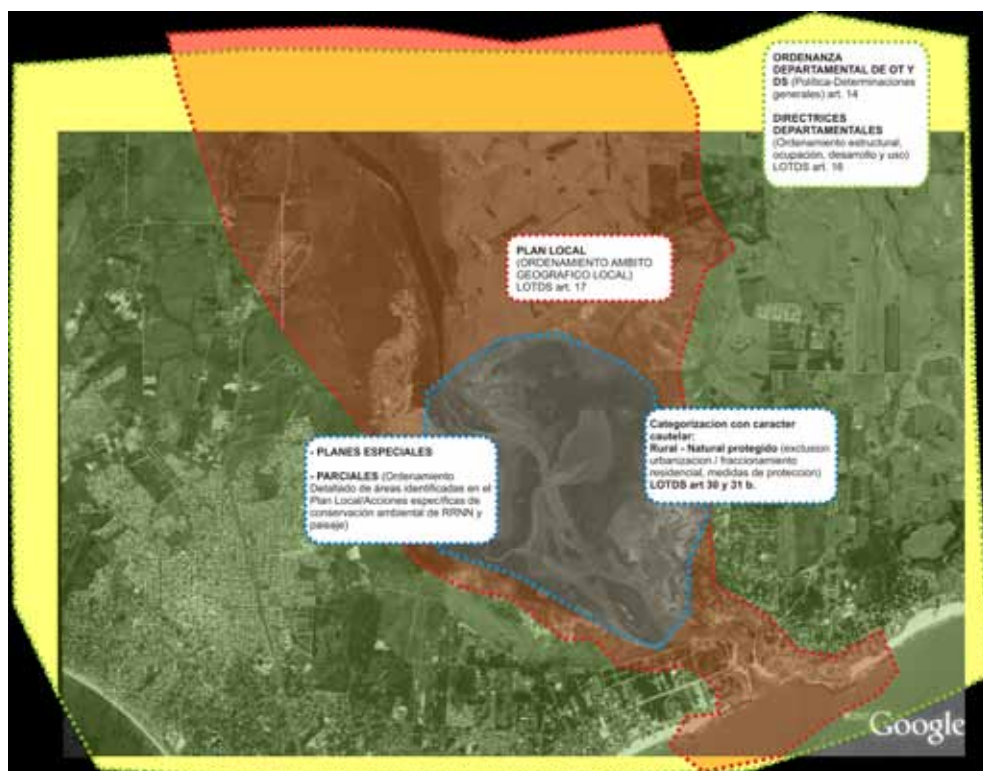 ORDENANZA
DEPARTAMENTAL DE OT Y
DS (Política-Determinaciones
generales) art. 14
DIRECTRICES
DEPARTAMENTALES
(Ordenamiento estructural,
ocupación, desarrollo y uso)
LOTDS art. 16
PLAN LOCAL
(ORDENAMIENTO AMBITO
GEOGRÁFICO LOCAL)
LOTDS art. 17
Categorizacion con caracter
cautelar:
Rural - Natural protegido (exclusion
urbanizacion / fraccionamiento
residencial, medidas de protección)
LOTDS art 30 y 31 b.
- PLANES ESPECIALES
- PARCIALES (Ordenamiento
Detallado de áreas identificadas en el
Plan Local/Acciones específicas de
conservación ambiental de RRNN y
paisaje)
Google